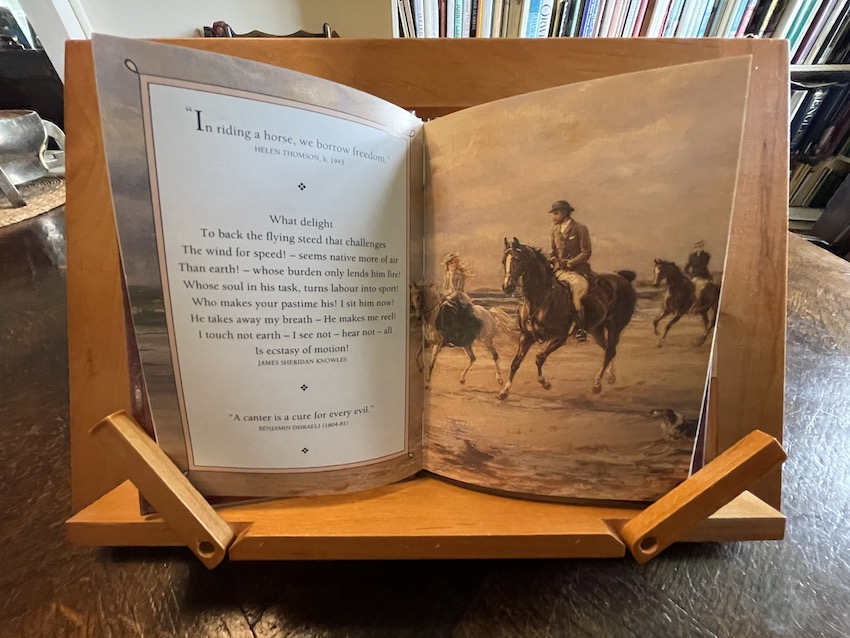 "In riding a horse, we borrow freedom."
HELEN THOMSON, b. 1943
What delight
To back the flying steed that challenges
The wind for speed! – seems native more of air
Than earth! – whose burden only lends him fire!
Whose soul in his task, turns labour into sport!
Who makes your pastime his! I sit him now!
He takes away my breath – He makes me reel!
I touch not earth – I see not – hear not – all
Is ecstasy of motion!
JAMES SHERIDAN KNOWLES
"A canter is a cure for every evil."
BENJAMIN DISRAELI (1804-81)